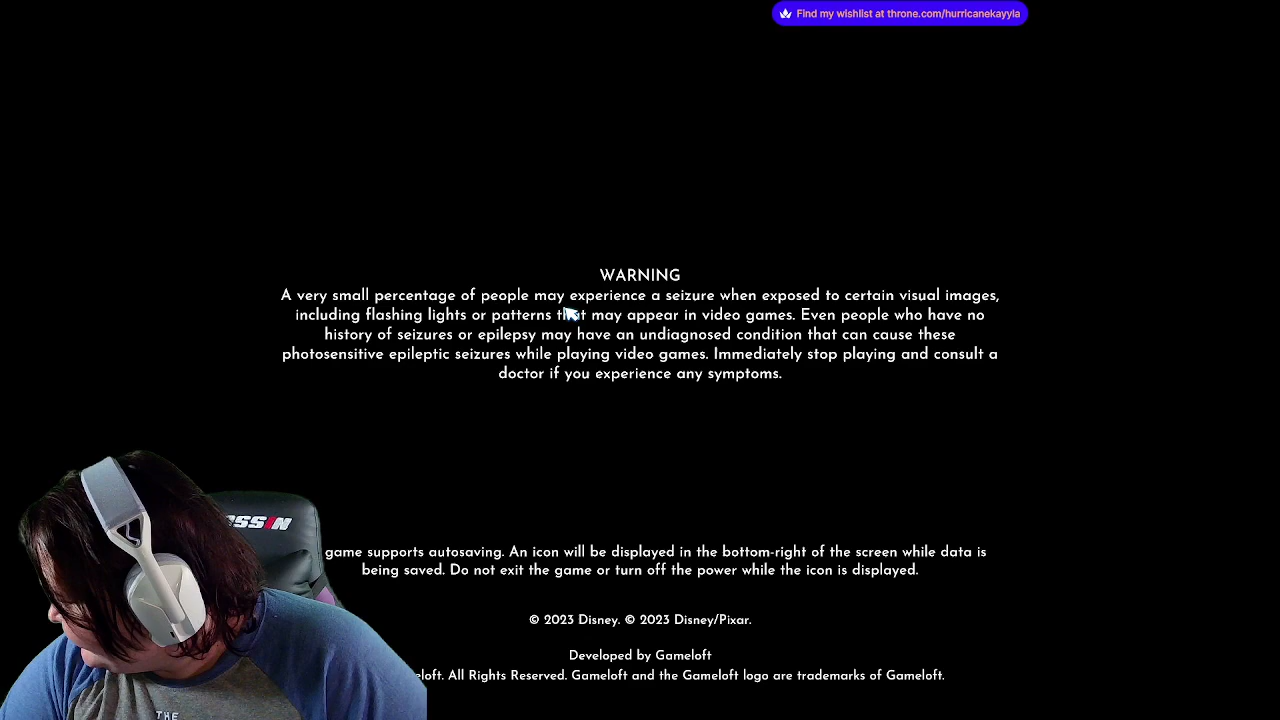 Find my wishlist at throne.com/hurricanekayyla
WARNING
A very small percentage of people may experience a seizure when exposed to certain visual images,
including flashing lights or patterns that may appear in video games. Even people who have no
history of seizures or epilepsy may have an undiagnosed condition that can cause these
photosensitive epileptic seizures while playing video games. Immediately stop playing and consult a
doctor if you experience any symptoms.
game supports autosaving. An icon will be displayed in the bottom-right of the screen while data is
being saved. Do not exit the game or turn off the power while the icon is displayed.
© 2023 Disney. © 2023 Disney/Pixar.
Developed by Gameloft
All Rights Reserved. Gameloft and the Gameloft logo are trademarks of Gameloft.
THE